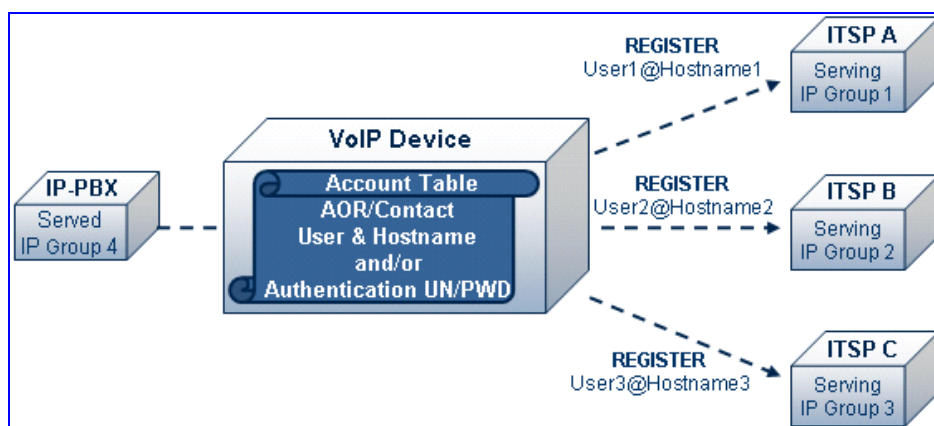 IP-PBX
Served
IP Group 4
VoIP Device
Account Table
AOR/Contact
User & Hostname
and/or
Authentication UN/PWD
REGISTER
User1@Hostname1
ITSP A
Serving
IP Group 1
REGISTER
User2@Hostname2
ITSP B
Serving
IP Group 2
REGISTER
User3@Hostname3
ITSP C
Serving
IP Group 3